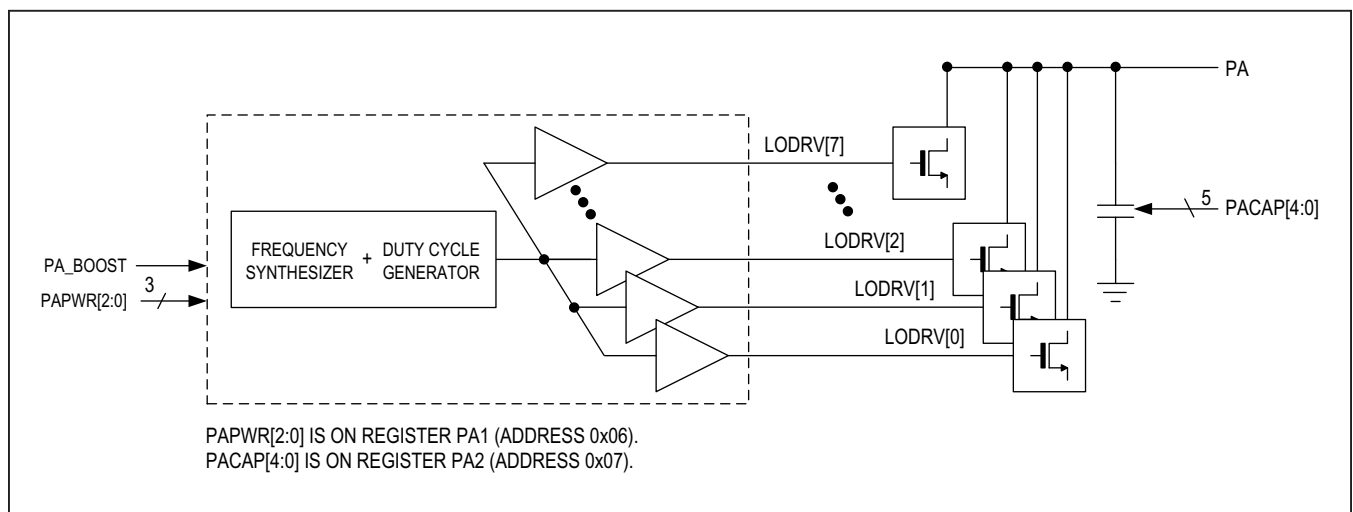 PA
LODRV[7]
5
PACAP[4:0]
LODRV[2]
PA_BOOST
FREQUENCY
SYNTHESIZER
+
DUTY CYCLE
GENERATOR
3
PAPWR[2:0]
LODRV[1]
LODRV[0]
PAPWR[2:0] IS ON REGISTER PA1 (ADDRESS 0x06).
PACAP[4:0] IS ON REGISTER PA2 (ADDRESS 0x07).